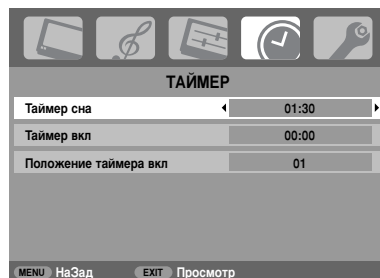 ТАЙМЕР
Таймер сна 01:30
Таймер вкл 00:00
Положение таймера вкл 01
MENU НаЗад EXIT Просмотр